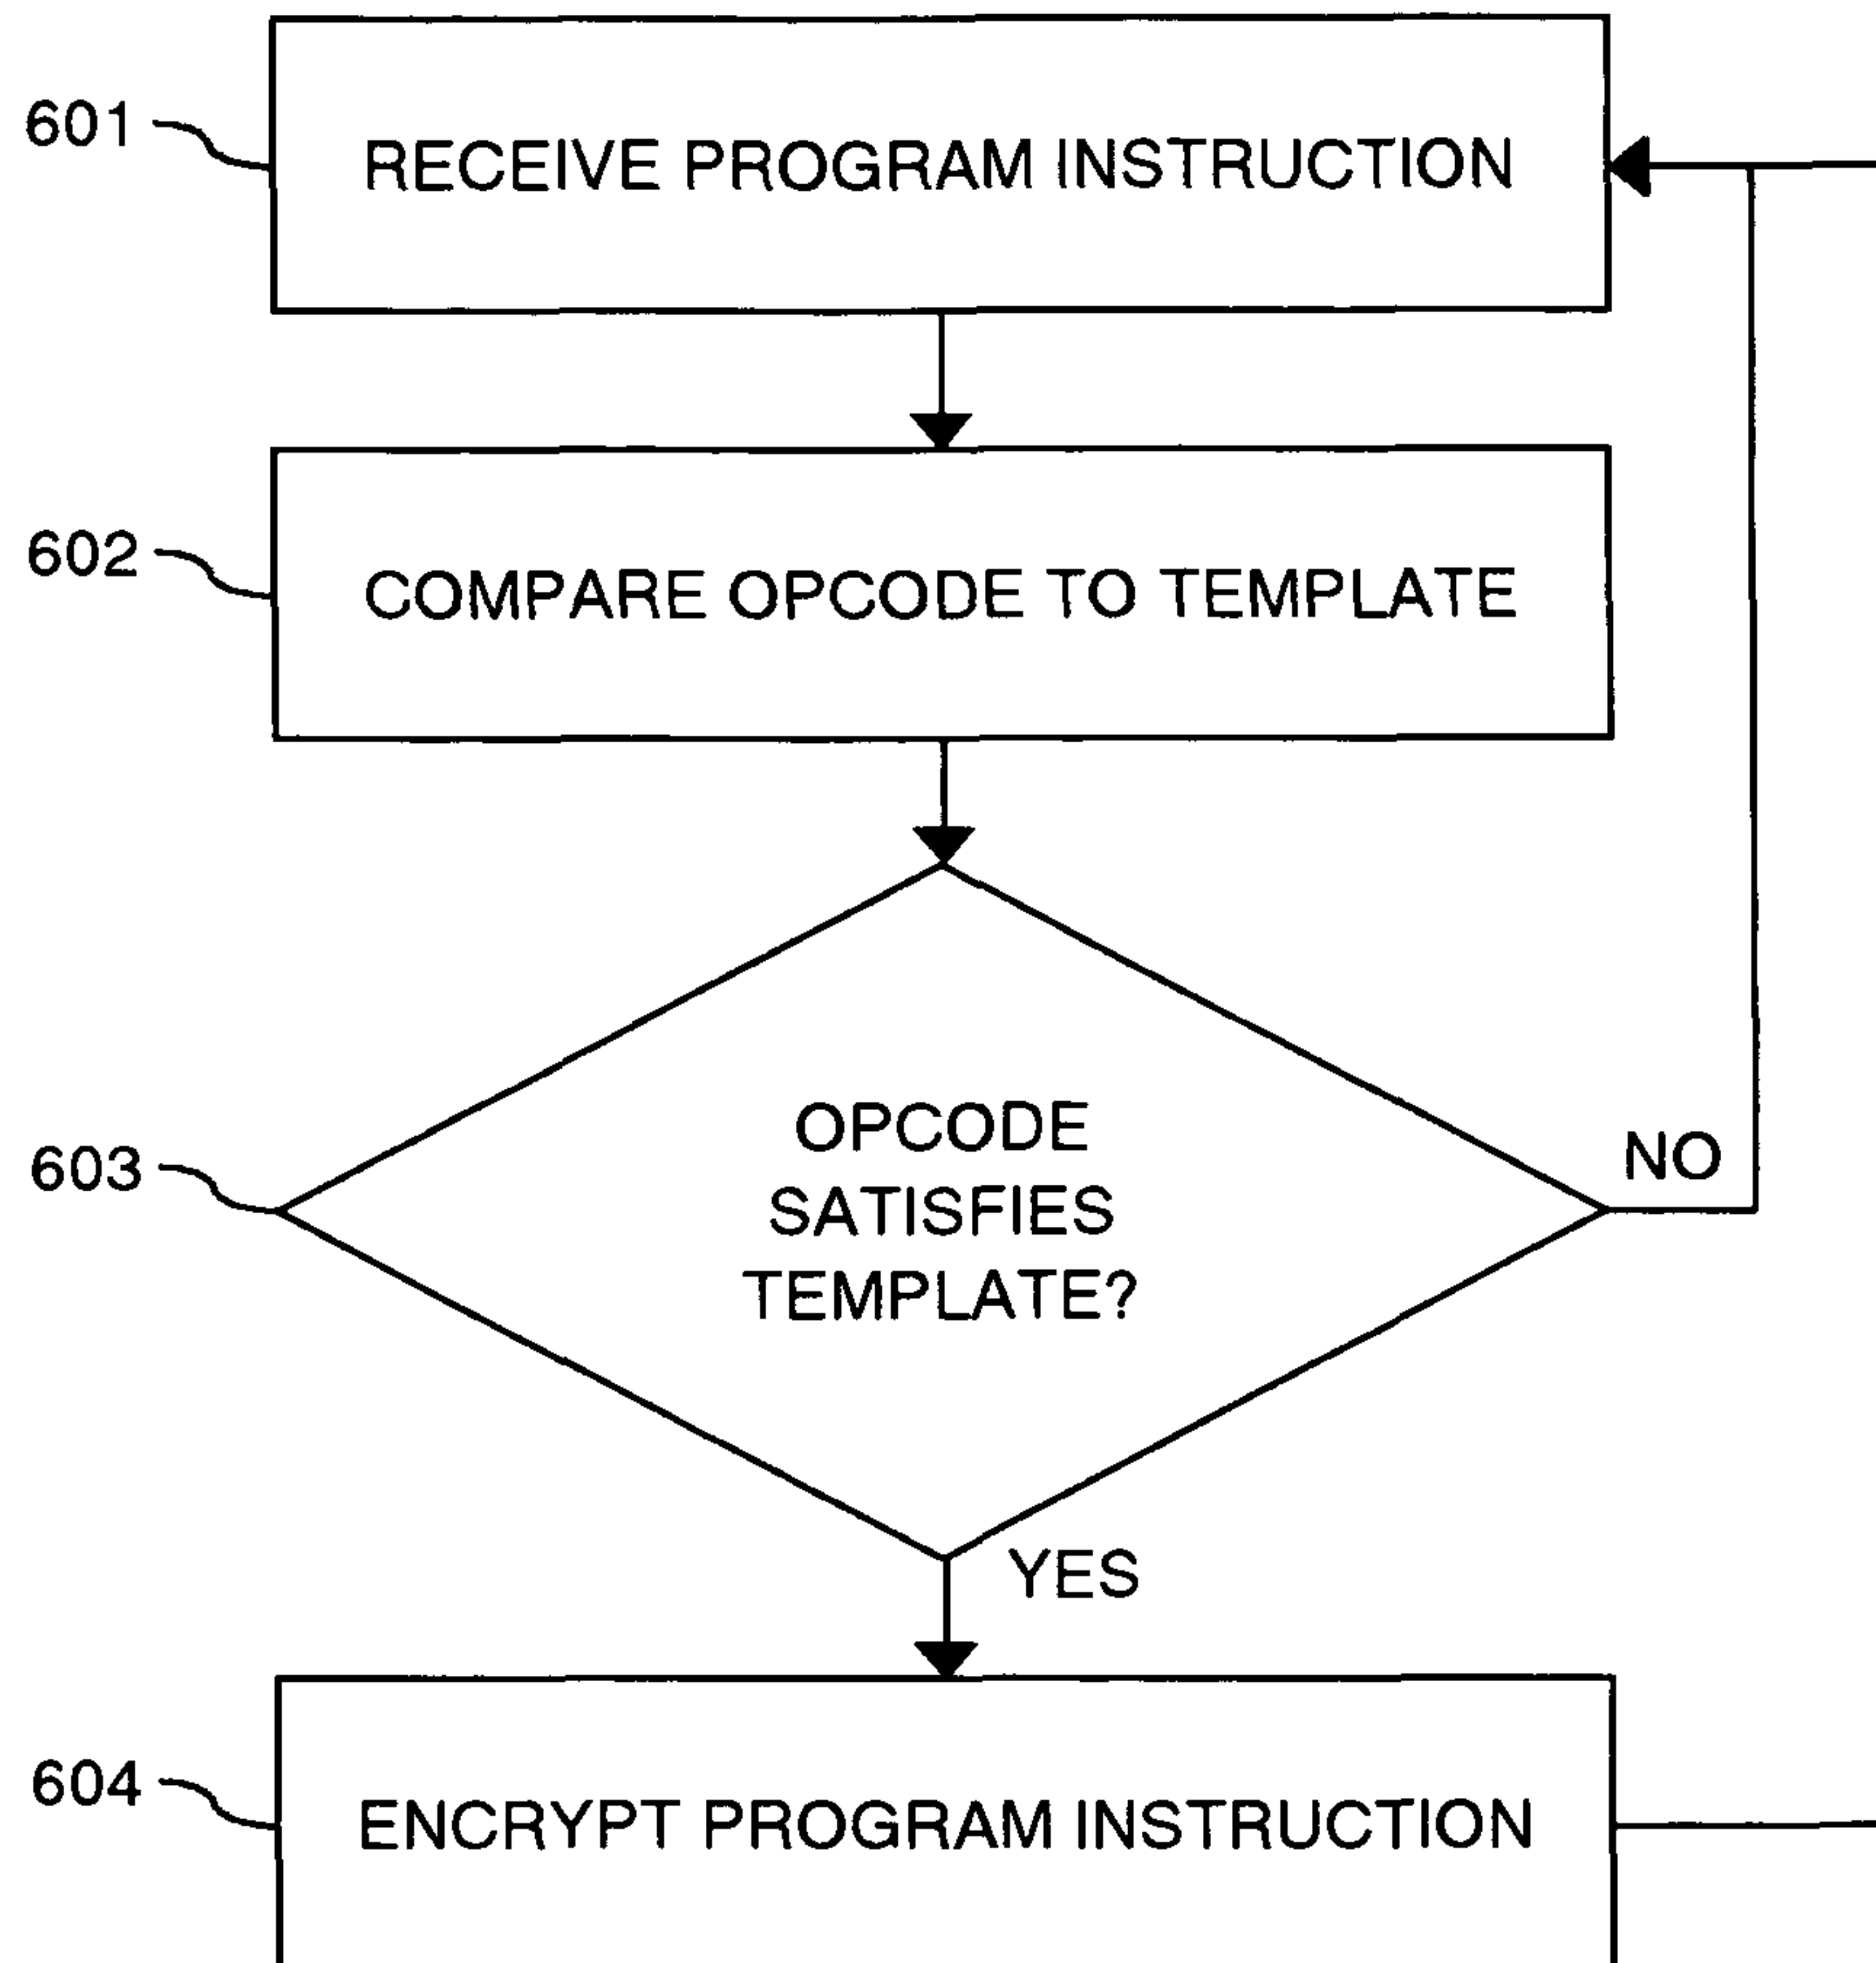 601
RECEIVE PROGRAM INSTRUCTION
602
COMPARE OPCODE TO TEMPLATE
603
OPCODE
SATISFIES
TEMPLATE?
NO
YES
604
ENCRYPT PROGRAM INSTRUCTION